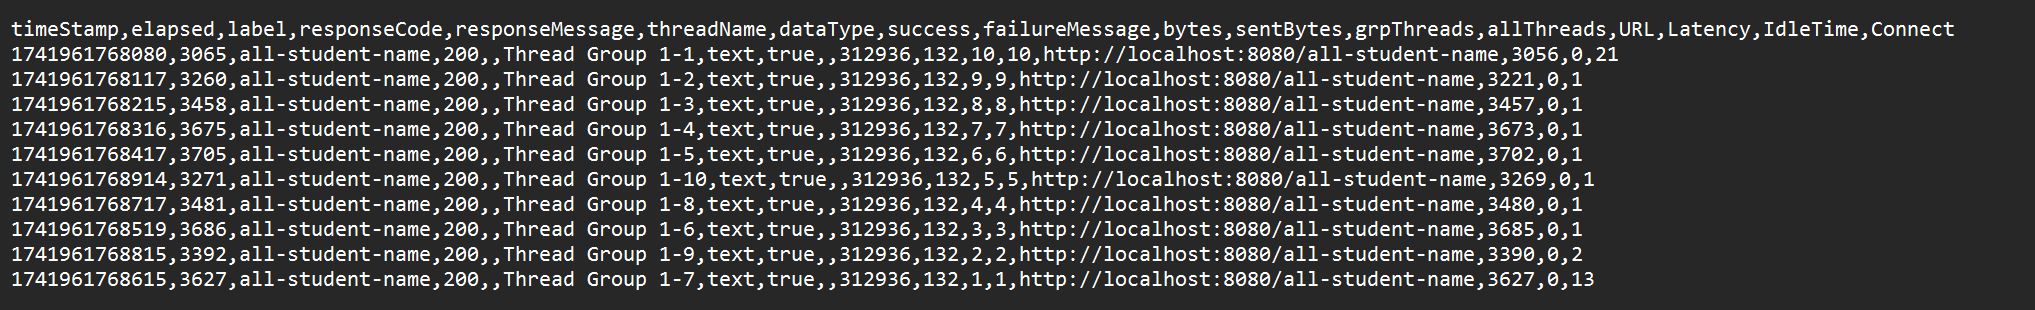 timeStamp,elapsed,label,responseCode,responseMessage,threadName,dataType,success,failureMessage,bytes,sentBytes,grpThreads,allThreads,URL,Latency,IdleTime,Connect
1741961768080,3065,all-student-name,200,,Thread Group 1-1,text,true,,312936,132,10,10,http://localhost:8080/all-student-name,3056,0,21
1741961768117,3260,all-student-name,200,,Thread Group 1-2,text,true,,312936,132,9,9,http://localhost:8080/all-student-name,3221,0,1
1741961768215,3458,all-student-name,200,,Thread Group 1-3,text,true,,312936,132,8,8,http://localhost:8080/all-student-name,3457,0,1
1741961768316,3675,all-student-name,200,,Thread Group 1-4,text,true,,312936,132,7,7,http://localhost:8080/all-student-name,3673,0,1
1741961768417,3705,all-student-name,200,,Thread Group 1-5,text,true,,312936,132,6,6,http://localhost:8080/all-student-name,3702,0,1
1741961768914,3271,all-student-name,200,,Thread Group 1-10,text,true,,312936,132,5,5,http://localhost:8080/all-student-name,3269,0,1
1741961768717,3481,all-student-name,200,,Thread Group 1-8,text,true,,312936,132,4,4,http://localhost:8080/all-student-name,3480,0,1
1741961768519,3686,all-student-name,200,,Thread Group 1-6,text,true,,312936,132,3,3,http://localhost:8080/all-student-name,3685,0,1
1741961768815,3392,all-student-name,200,,Thread Group 1-9,text,true,,312936,132,2,2,http://localhost:8080/all-student-name,3390,0,2
1741961768615,3627,all-student-name,200,,Thread Group 1-7,text,true,,312936,132,1,1,http://localhost:8080/all-student-name,3627,0,13